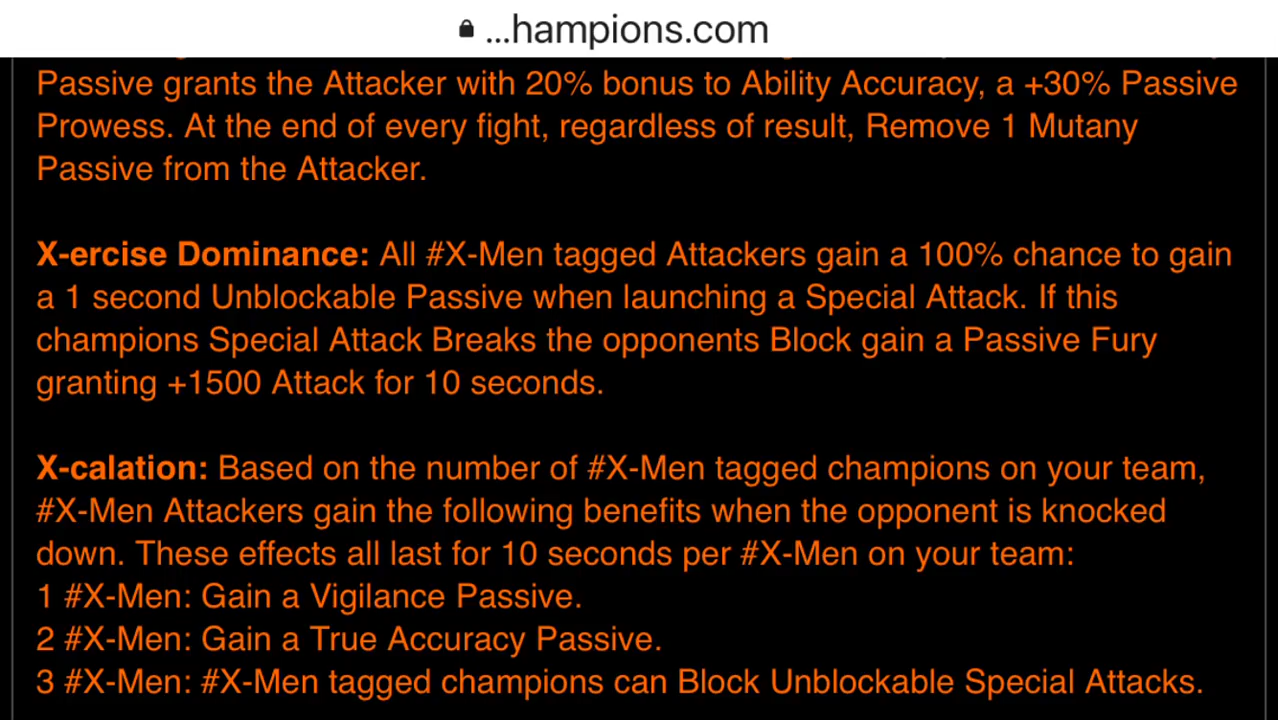 ...hampions.com
Passive grants the Attacker with 20% bonus to Ability Accuracy, a +30% Passive
Prowess. At the end of every fight, regardless of result, Remove 1 Mutany
Passive from the Attacker.
X-ercise Dominance: All #X-Men tagged Attackers gain a 100% chance to gain
a 1 second Unblockable Passive when launching a Special Attack. If this
champions Special Attack Breaks the opponents Block gain a Passive Fury
granting +1500 Attack for 10 seconds.
X-calation: Based on the number of #X-Men tagged champions on your team,
#X-Men Attackers gain the following benefits when the opponent is knocked
down. These effects all last for 10 seconds per #X-Men on your team:
1 #X-Men: Gain a Vigilance Passive.
2 #X-Men: Gain a True Accuracy Passive.
3 #X-Men: #X-Men tagged champions can Block Unblockable Special Attacks.